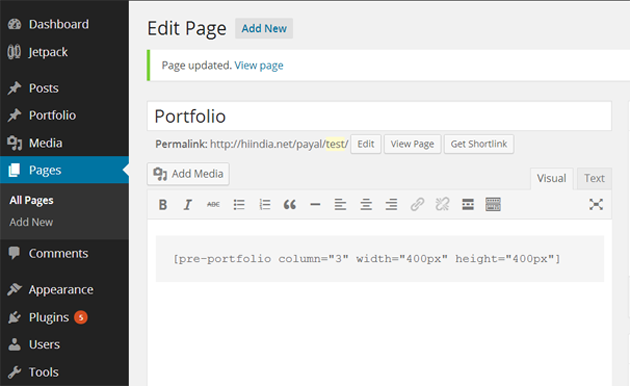 Dashboard
Jetpack
Posts
Portfolio
Media
Pages
All Pages
Add New
Comments
Appearance
Plugins 5
Users
Tools
Edit Page Add New
Page updated. View page
Portfolio
Permalink: http://hiindia.net/payal/test/ Edit View Page Get Shortlink
Add Media
Visual Text
B I ABC
[pre-portfolio column="3" width="400px" height="400px"]